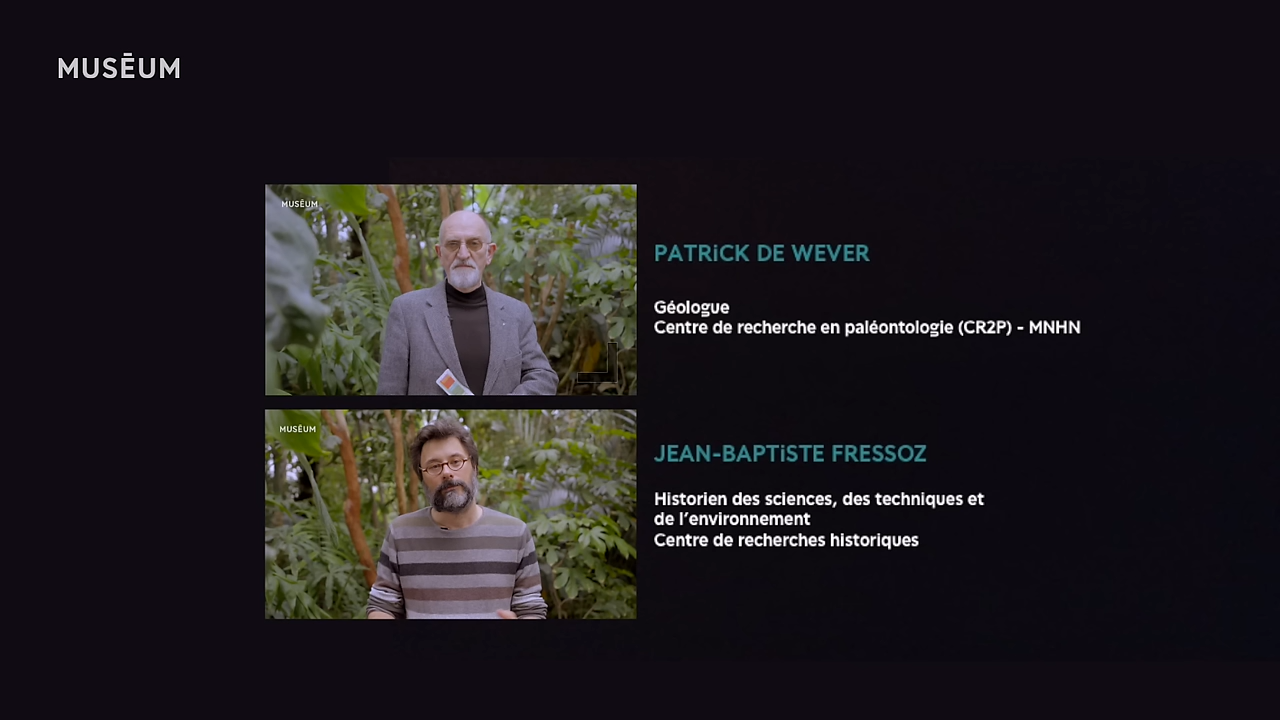 MUSĒUM
MUSĒUM
PATRiCK DE WEVER
Géologue
Centre de recherche en paléontologie (CR2P) - MNHN
MUSĒUM
JEAN-BAPTiSTE FRESSOZ
Historien des sciences, des techniques et
de l'environnement
Centre de recherches historiques